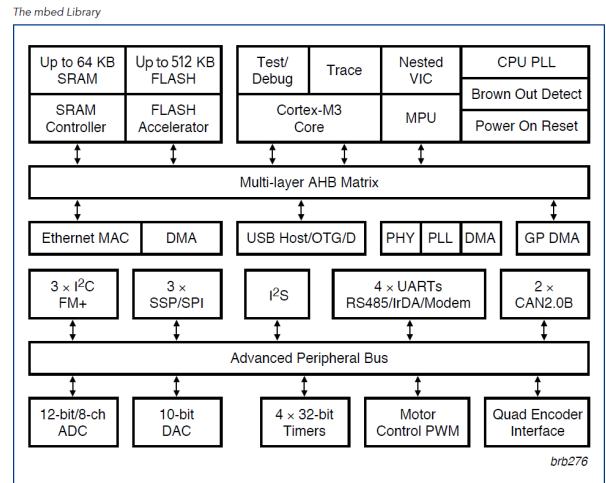 The mbed Library
Up to 64 KB
SRAM
Up to 512 KB
FLASH
SRAM
Controller
FLASH
Accelerator
Test/
Debug
Trace
Nested
VIC
CPU PLL
Brown Out Detect
Cortex-M3
Core
MPU
Power On Reset
Multi-layer AHB Matrix
Ethernet MAC
DMA
USB Host/OTG/D
PHY
PLL
DMA
GP DMA
3 × I²C
FM+
3 ×
SSP/SPI
I²S
4 × UARTs
RS485/IrDA/Modem
2 ×
CAN2.0B
Advanced Peripheral Bus
12-bit/8-ch
ADC
10-bit
DAC
4 × 32-bit
Timers
Motor
Control PWM
Quad Encoder
Interface
brb276